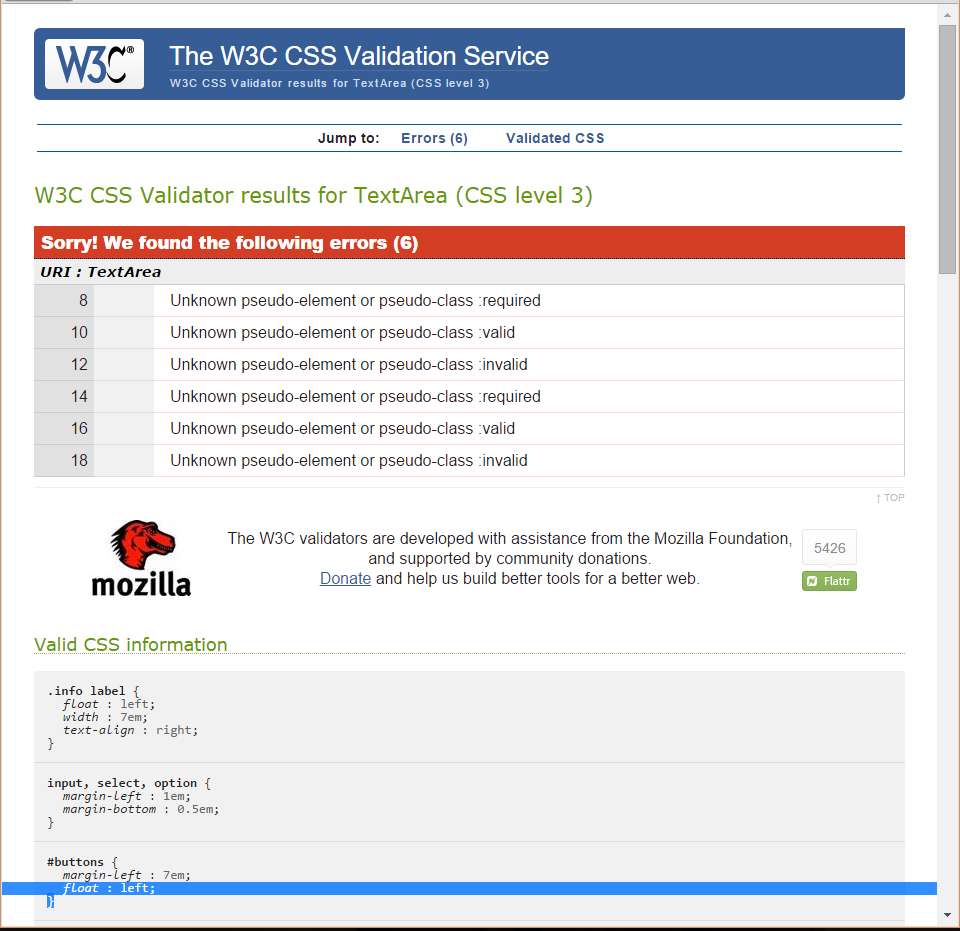 W3C®
The W3C CSS Validation Service
W3C CSS Validator results for TextArea (CSS level 3)
Jump to: Errors (6) Validated CSS
W3C CSS Validator results for TextArea (CSS level 3)
Sorry! We found the following errors (6)
URI : TextArea
8 Unknown pseudo-element or pseudo-class :required
10 Unknown pseudo-element or pseudo-class :valid
12 Unknown pseudo-element or pseudo-class :invalid
14 Unknown pseudo-element or pseudo-class :required
16 Unknown pseudo-element or pseudo-class :valid
18 Unknown pseudo-element or pseudo-class :invalid
↑ TOP
mozilla
The W3C validators are developed with assistance from the Mozilla Foundation,
and supported by community donations.
Donate and help us build better tools for a better web.
5426
Flattr
Valid CSS information
.info label {
float : left;
width : 7em;
text-align : right;
}
input, select, option {
margin-left : 1em;
margin-bottom : 0.5em;
}
#buttons {
margin-left : 7em;
float : left;
}